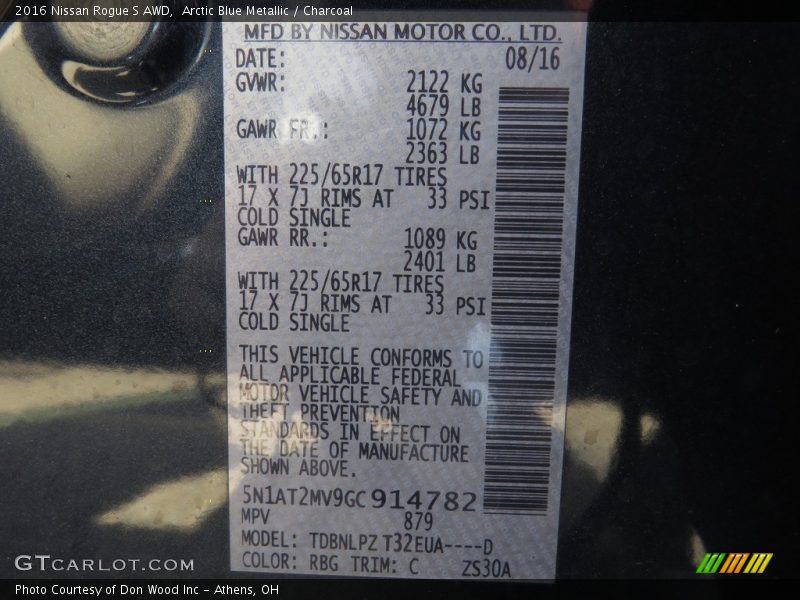 2016 Nissan Rogue S AWD,  Arctic Blue Metallic / Charcoal
MFD BY NISSAN MOTOR CO., LTD.
DATE: 08/16
GVWR: 2122 KG
4679 LB
GAWR FR.: 1072 KG
2363 LB
WITH 225/65R17 TIRES
17 X 7J RIMS AT 33 PSI
COLD SINGLE
GAWR RR.: 1089 KG
2401 LB
WITH 225/65R17 TIRES
17 X 7J RIMS AT 33 PSI
COLD SINGLE
THIS VEHICLE CONFORMS TO
ALL APPLICABLE FEDERAL
MOTOR VEHICLE SAFETY AND
THEFT PREVENTION
STANDARDS IN EFFECT ON
THE DATE OF MANUFACTURE
SHOWN ABOVE.
5N1AT2MV9GC914782
MPV 879
MODEL: TDBNLPZ T32EUA----D
COLOR: RBG TRIM: C ZS30A
GTCARLOT.COM
Photo Courtesy of Don Wood Inc - Athens, OH